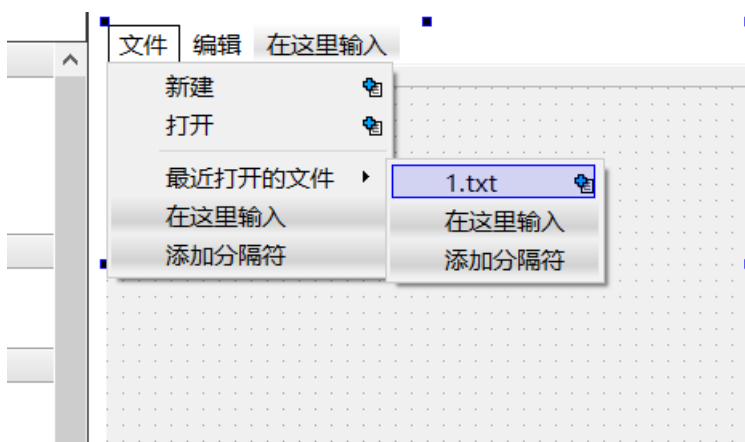 文件 编辑 在这里输入
新建
打开
最近打开的文件
在这里输入
添加分隔符
1.txt
在这里输入
添加分隔符